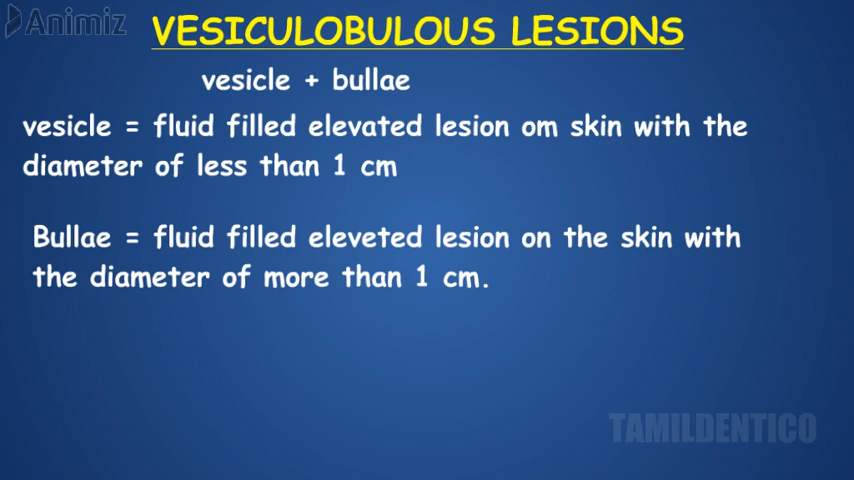 Animiz
VESICULOBULOUS LESIONS
vesicle + bullae
vesicle = fluid filled elevated lesion om skin with the
diameter of less than 1 cm
Bullae = fluid filled eleveted lesion on the skin with
the diameter of more than 1 cm.
TAMILDENTICO